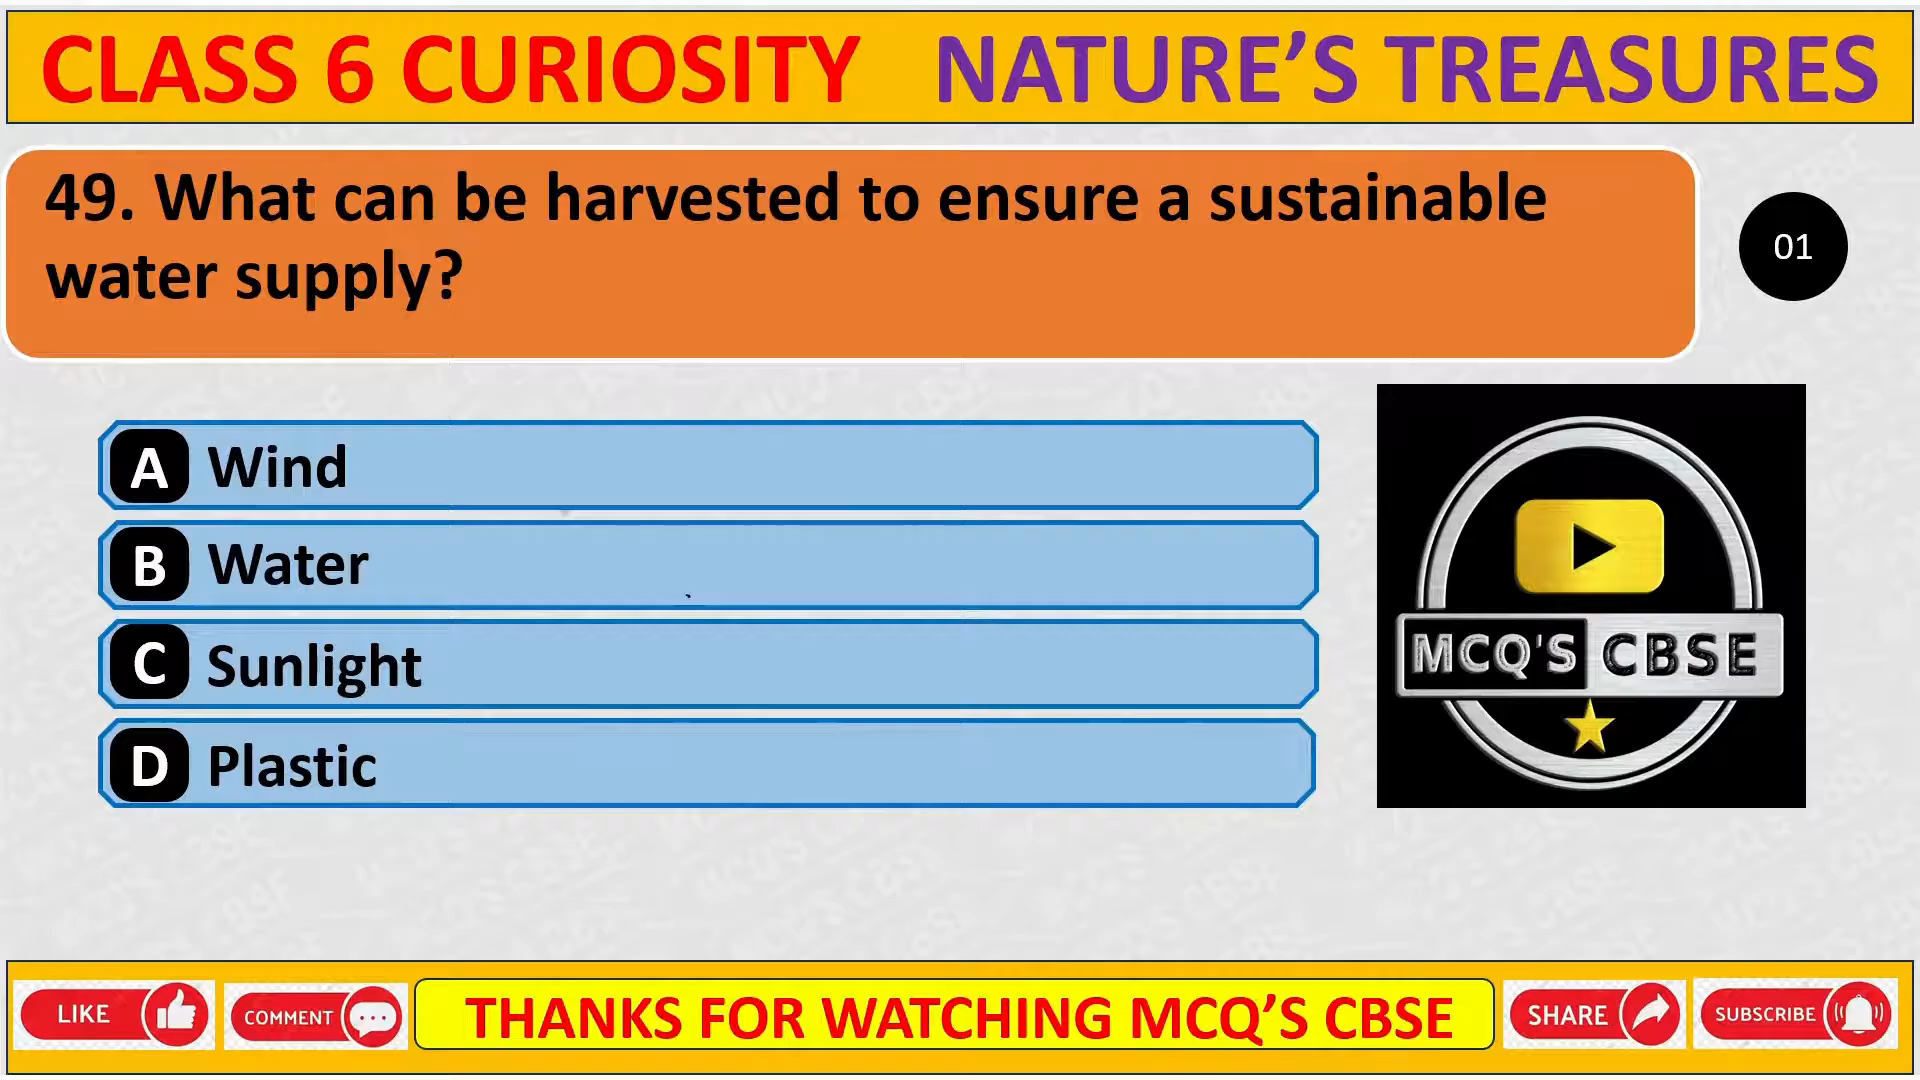 CLASS 6 CURIOSITY NATURE’S TREASURES
49. What can be harvested to ensure a sustainable
water supply?
01
A Wind
B Water
C Sunlight
D Plastic
MCQ'S CBSE
LIKE
COMMENT
THANKS FOR WATCHING MCQ’S CBSE
SHARE
SUBSCRIBE